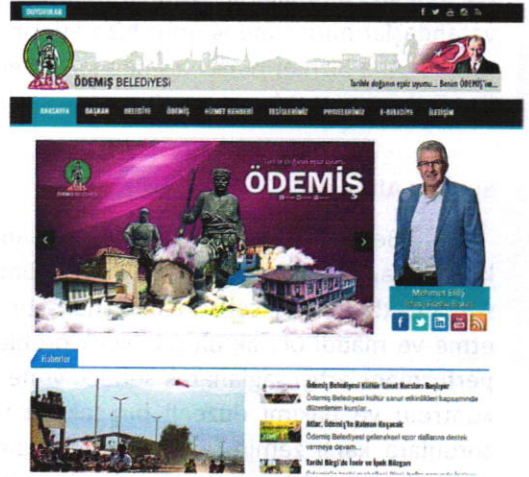 DUYURULAR
ÖDEMİŞ BELEDİYESİ
Tarihle doğanın eşsiz uyumu... Benim ÖDEMİŞ'im...
ANASAYFA BAŞKAN BELEDİYE ÖDEMİŞ HİZMET REHBERİ TESİSLERİMİZ PROJELERİMİZ E-BELEDİYE İLETİŞİM
ÖDEMİŞ
Mehmet Eriş
Haberler
Ödemiş Belediyesi Kültür Sanat Kursları Başlıyor
Ödemiş Belediyesi kültür sanat etkinlikleri kapsamında
düzenlenen kurslar...
Atlar, Ödemiş'te Rahvan Koşacak
Ödemiş Belediyesi geleneksel spor dallarına destek
vermeye devam...
Tarihi Birgi'de İzmir ve İpek Rüzgarı